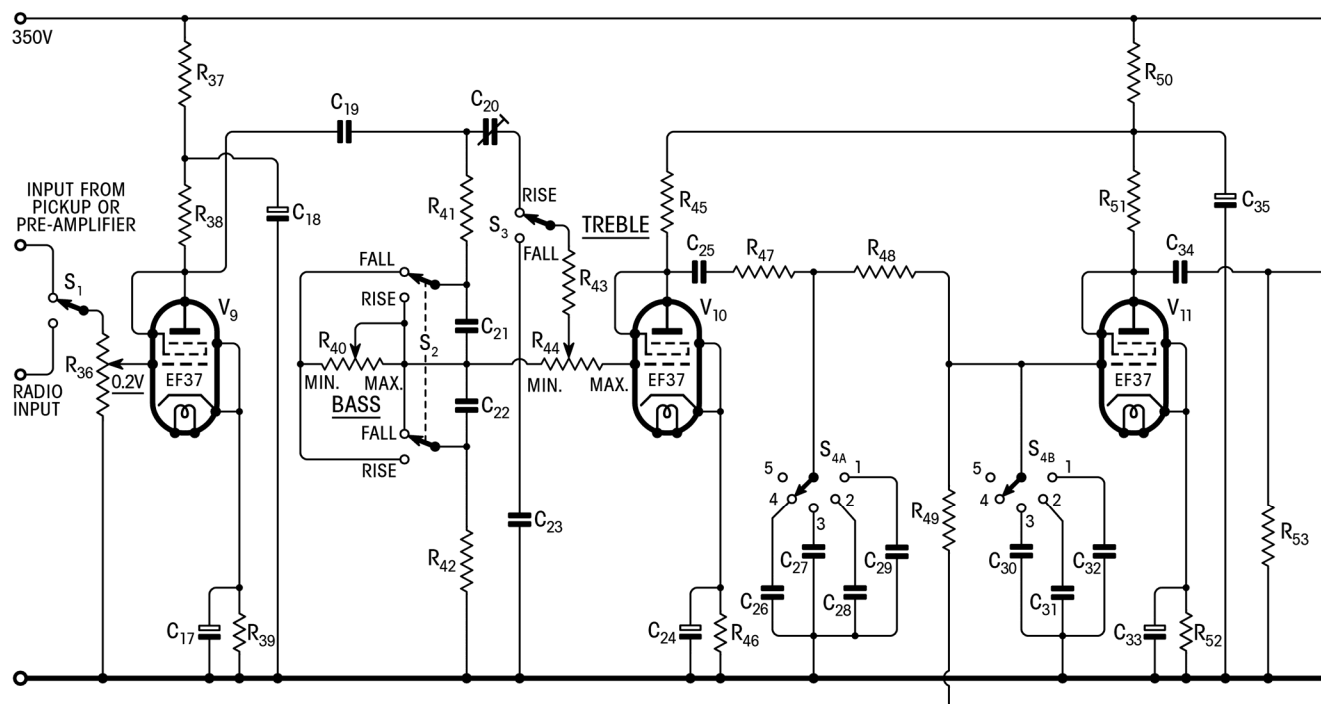 350V
R37
R50
C19
C20
INPUT FROM
PICKUP OR
PRE-AMPLIFIER
R38
C18
R41
RISE
S3
FALL
TREBLE
R45
R51
C35
C25
R47
R48
C34
S1
V9
FALL
RISE
R43
V10
V11
R36
0.2V
EF37
R40
S2
C21
R44
EF37
EF37
MIN.
MAX.
MIN.
MAX.
RADIO
INPUT
BASS
C22
FALL
RISE
S4A
5
1
4
2
3
S4B
5
1
4
2
3
R49
C23
R42
R53
C27
C29
C30
C32
C26
C28
C31
C17
R39
C24
R46
C33
R52